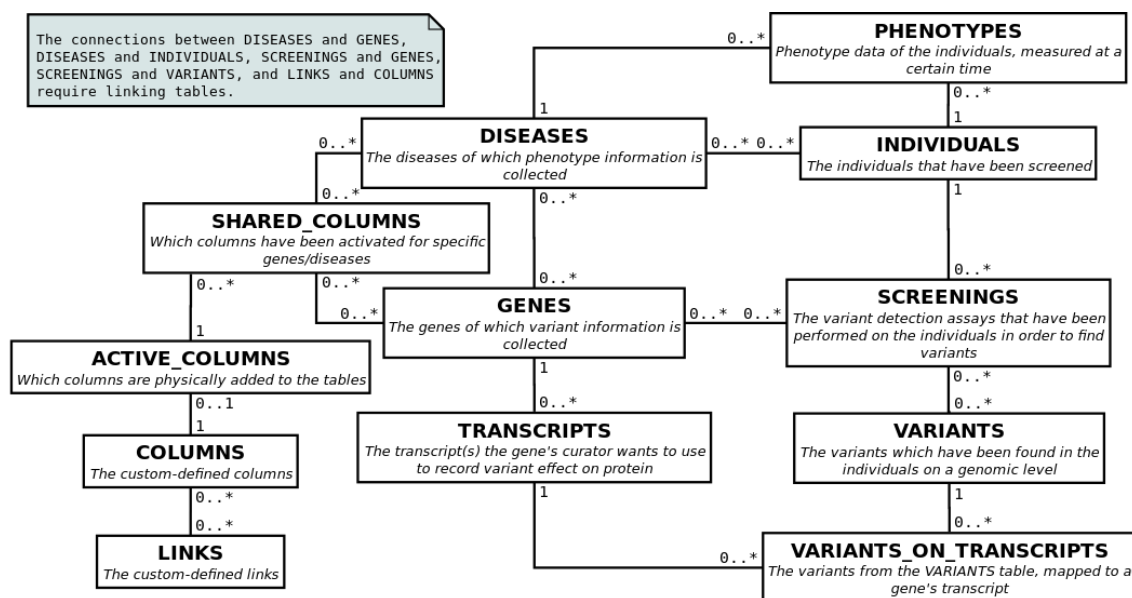 The connections between DISEASES and GENES,
DISEASES and INDIVIDUALS, SCREENINGS and GENES,
SCREENINGS and VARIANTS, and LINKS and COLUMNS
require linking tables.
0..*
PHENOTYPES
Phenotype data of the individuals, measured at a
certain time
0..*
1
1
0..*
DISEASES
The diseases of which phenotype information is
collected
0..* 0..*
INDIVIDUALS
The individuals that have been screened
0..*
0..*
1
SHARED_COLUMNS
Which columns have been activated for specific
genes/diseases
0..*
0..*
0..*
0..*
0..*
GENES
The genes of which variant information is
collected
0..* 0..*
SCREENINGS
The variant detection assays that have been
performed on the individuals in order to find
variants
1
ACTIVE_COLUMNS
Which columns are physically added to the tables
1
0..*
0..*
0..1
1
0..*
TRANSCRIPTS
The transcript(s) the gene's curator wants to use
to record variant effect on protein
VARIANTS
The variants which have been found in the
individuals on a genomic level
COLUMNS
The custom-defined columns
0..*
0..*
1
1
0..*
LINKS
The custom-defined links
0..*
VARIANTS_ON_TRANSCRIPTS
The variants from the VARIANTS table, mapped to a
gene's transcript